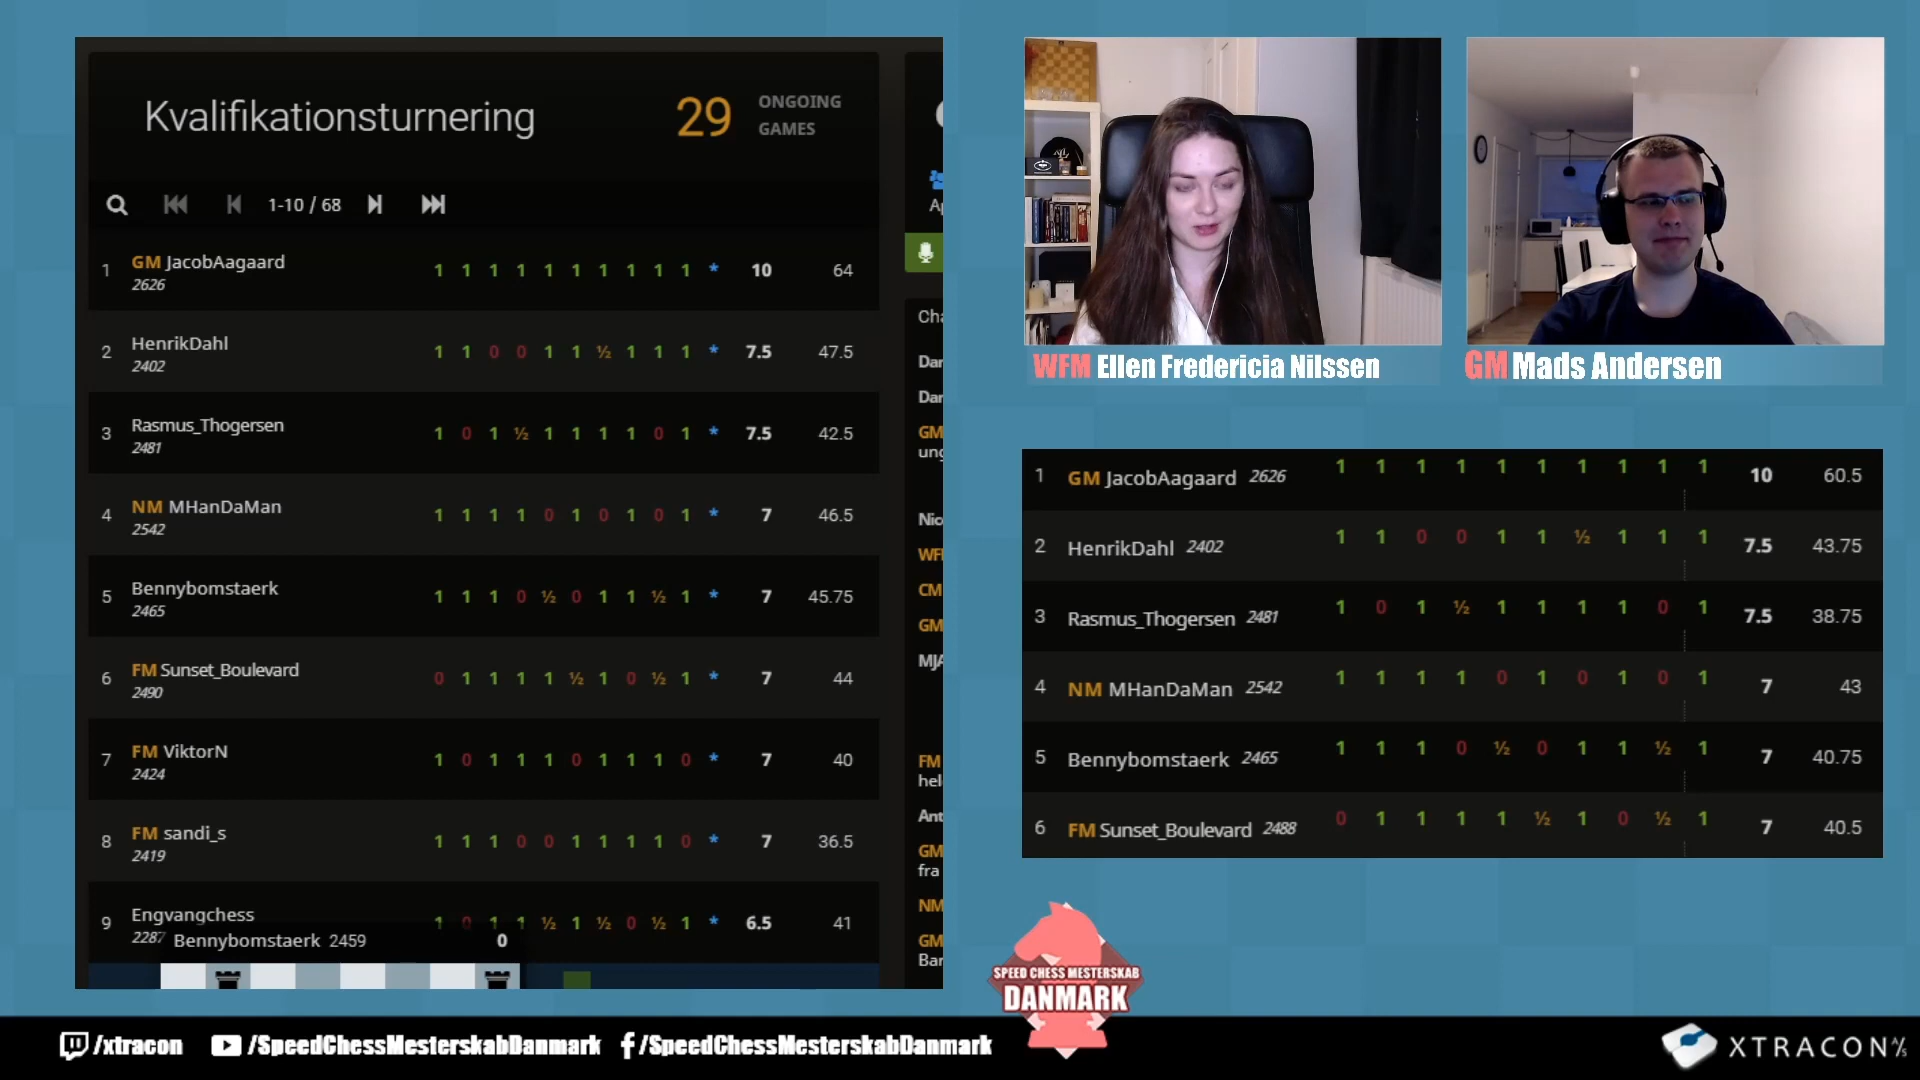 Kvalifikationsturnering
29 ONGOING GAMES
1-10 / 68
1 GM JacobAagaard 2626 1 1 1 1 1 1 1 1 1 1 * 10 64
2 HenrikDahl 2402 1 1 0 0 1 1 ½ 1 1 1 * 7.5 47.5
3 Rasmus_Thogersen 2481 1 0 1 ½ 1 1 1 1 0 1 * 7.5 42.5
4 NM MHanDaMan 2542 1 1 1 1 0 1 0 1 0 1 * 7 46.5
5 Bennybomstaerk 2465 1 1 1 0 ½ 0 1 1 ½ 1 * 7 45.75
6 FM Sunset_Boulevard 2490 0 1 1 1 1 ½ 1 0 ½ 1 * 7 44
7 FM ViktorN 2424 1 0 1 1 1 0 1 1 1 0 * 7 40
8 FM sandi_s 2419 1 1 1 0 0 1 1 1 1 0 * 7 36.5
9 Engvangchess 2287 1 0 1 1 ½ 1 ½ 0 ½ 1 * 6.5 41
Bennybomstaerk 2459 0
GM
GM
fra
NM
GM
WFM Ellen Fredericia Nilssen
GM Mads Andersen
1 GM JacobAagaard 2626 1 1 1 1 1 1 1 1 1 1 10 60.5
2 HenrikDahl 2402 1 1 0 0 1 1 ½ 1 1 1 7.5 43.75
3 Rasmus_Thogersen 2481 1 0 1 ½ 1 1 1 1 0 1 7.5 38.75
4 NM MHanDaMan 2542 1 1 1 1 0 1 0 1 0 1 7 43
5 Bennybomstaerk 2465 1 1 1 0 ½ 0 1 1 ½ 1 7 40.75
6 FM Sunset_Boulevard 2488 0 1 1 1 1 ½ 1 0 ½ 1 7 40.5
SPEED CHESS MESTERSKAB
DANMARK
/xtracon
/SpeedChessMesterskabDanmark
/SpeedChessMesterskabDanmark
XTRACON A/S